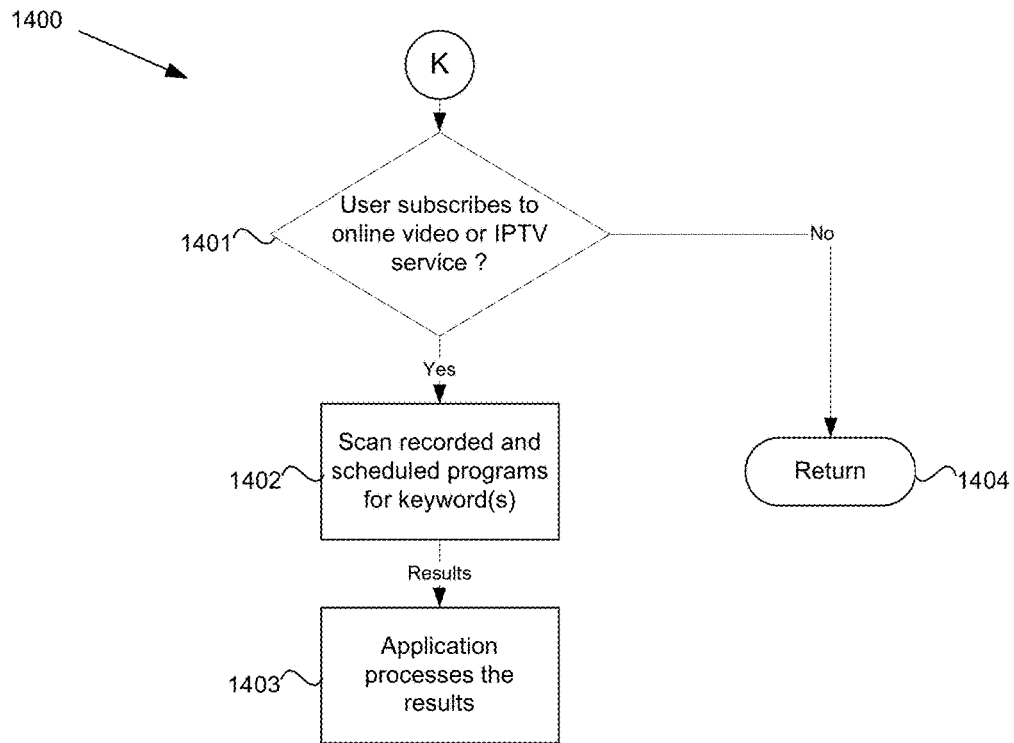 1400
K
User subscribes to
online video or IPTV
service ?
1401
No
Yes
Scan recorded and
scheduled programs
for keyword(s)
1402
Return
1404
Results
Application
processes the
results
1403